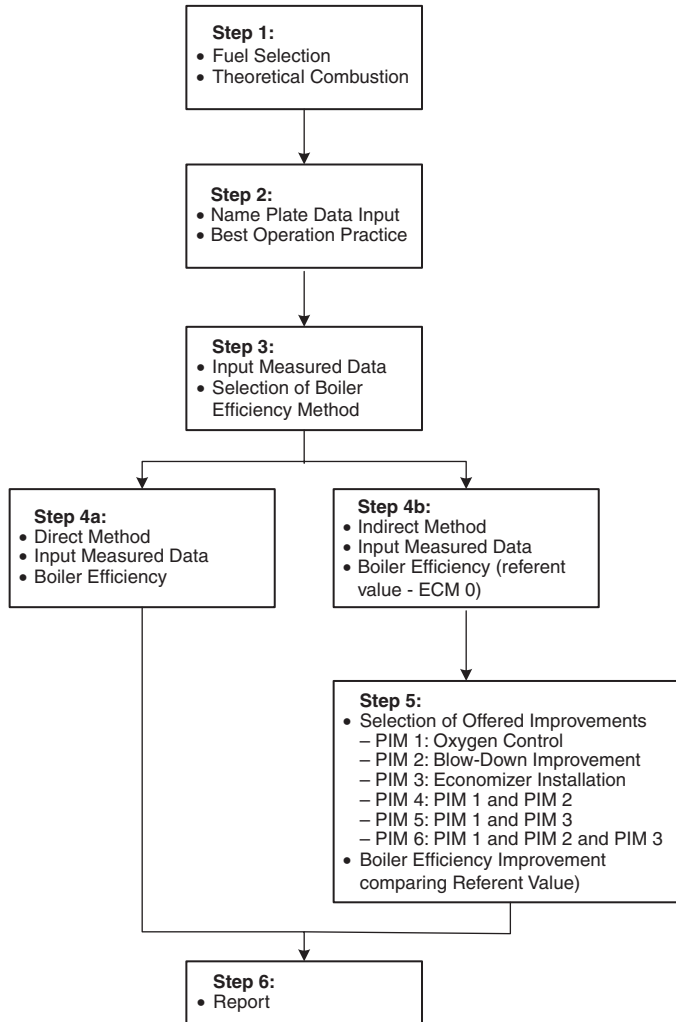 Step 1:
• Fuel Selection
• Theoretical Combustion
Step 2:
• Name Plate Data Input
• Best Operation Practice
Step 3:
• Input Measured Data
• Selection of Boiler
Efficiency Method
Step 4a:
• Direct Method
• Input Measured Data
• Boiler Efficiency
Step 4b:
• Indirect Method
• Input Measured Data
• Boiler Efficiency (referent
value - ECM 0)
Step 5:
• Selection of Offered Improvements
– PIM 1: Oxygen Control
– PIM 2: Blow-Down Improvement
– PIM 3: Economizer Installation
– PIM 4: PIM 1 and PIM 2
– PIM 5: PIM 1 and PIM 3
– PIM 6: PIM 1 and PIM 2 and PIM 3
• Boiler Efficiency Improvement
comparing Referent Value)
Step 6:
• Report